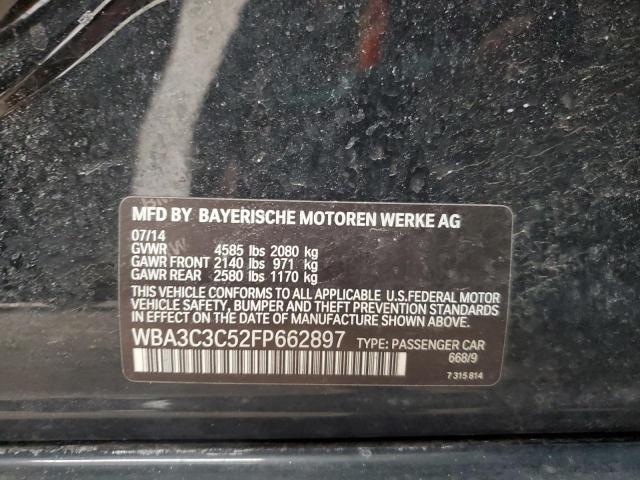 MFD BY BAYERISCHE MOTOREN WERKE AG
07/14
GVWR 4585 lbs 2080 kg
GAWR FRONT 2140 lbs 971 kg
GAWR REAR 2580 lbs 1170 kg
THIS VEHICLE CONFORMS TO ALL APPLICABLE U.S.FEDERAL MOTOR
VEHICLE SAFETY, BUMPER AND THEFT PREVENTION STANDARDS
IN EFFECT ON THE DATE OF MANUFACTURE SHOWN ABOVE.
WBA3C3C52FP662897 TYPE: PASSENGER CAR
668/9
7 315 814